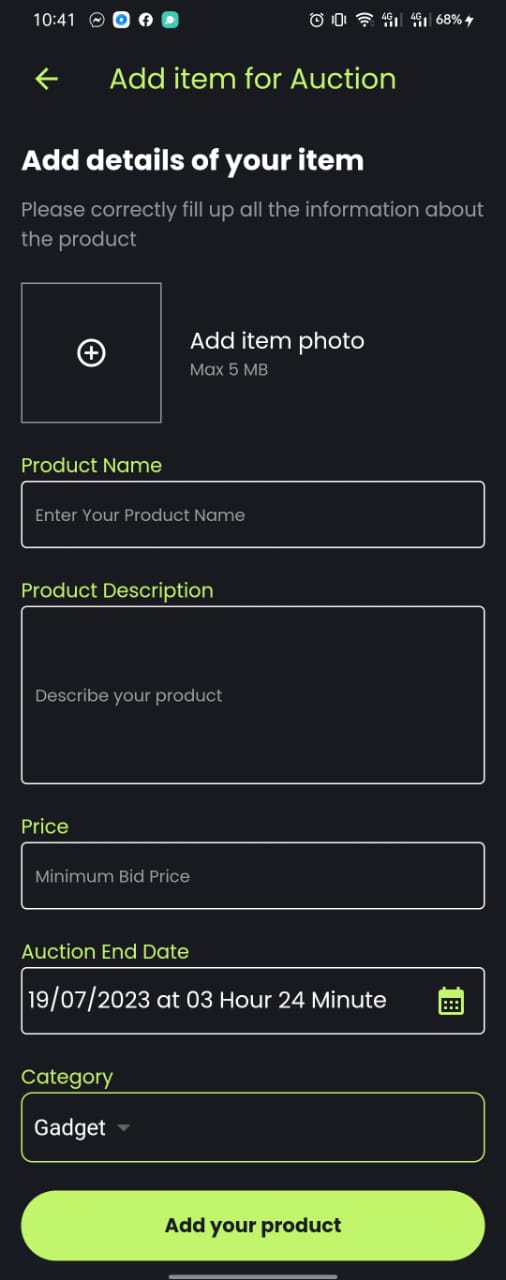 10:41 4G 4G 68%
Add item for Auction
Add details of your item
Please correctly fill up all the information about
the product
Add item photo
Max 5 MB
Product Name
Enter Your Product Name
Product Description
Describe your product
Price
Minimum Bid Price
Auction End Date
19/07/2023 at 03 Hour 24 Minute
Category
Gadget
Add your product